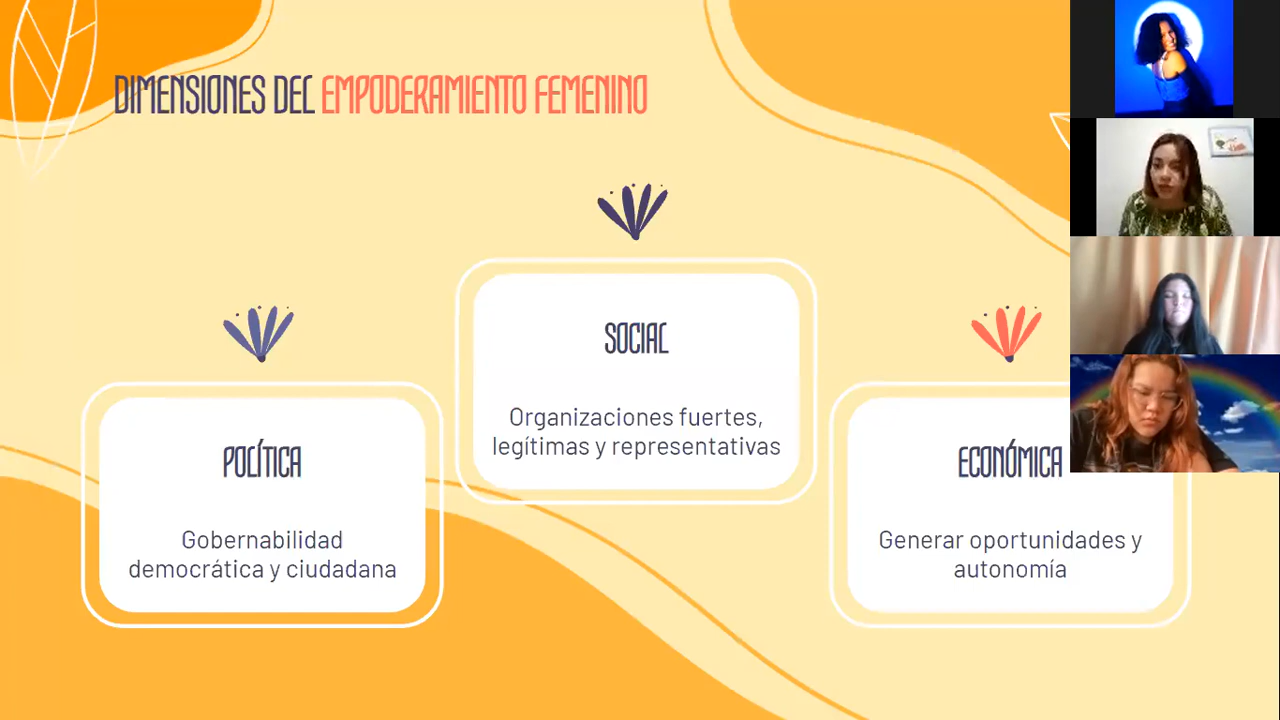 DIMENSIONES DEL EMPODERAMIENTO FEMENINO
SOCIAL
Organizaciones fuertes,
legítimas y representativas
POLÍTICA
Gobernabilidad
democrática y ciudadana
ECONÓMICA
Generar oportunidades y
autonomía